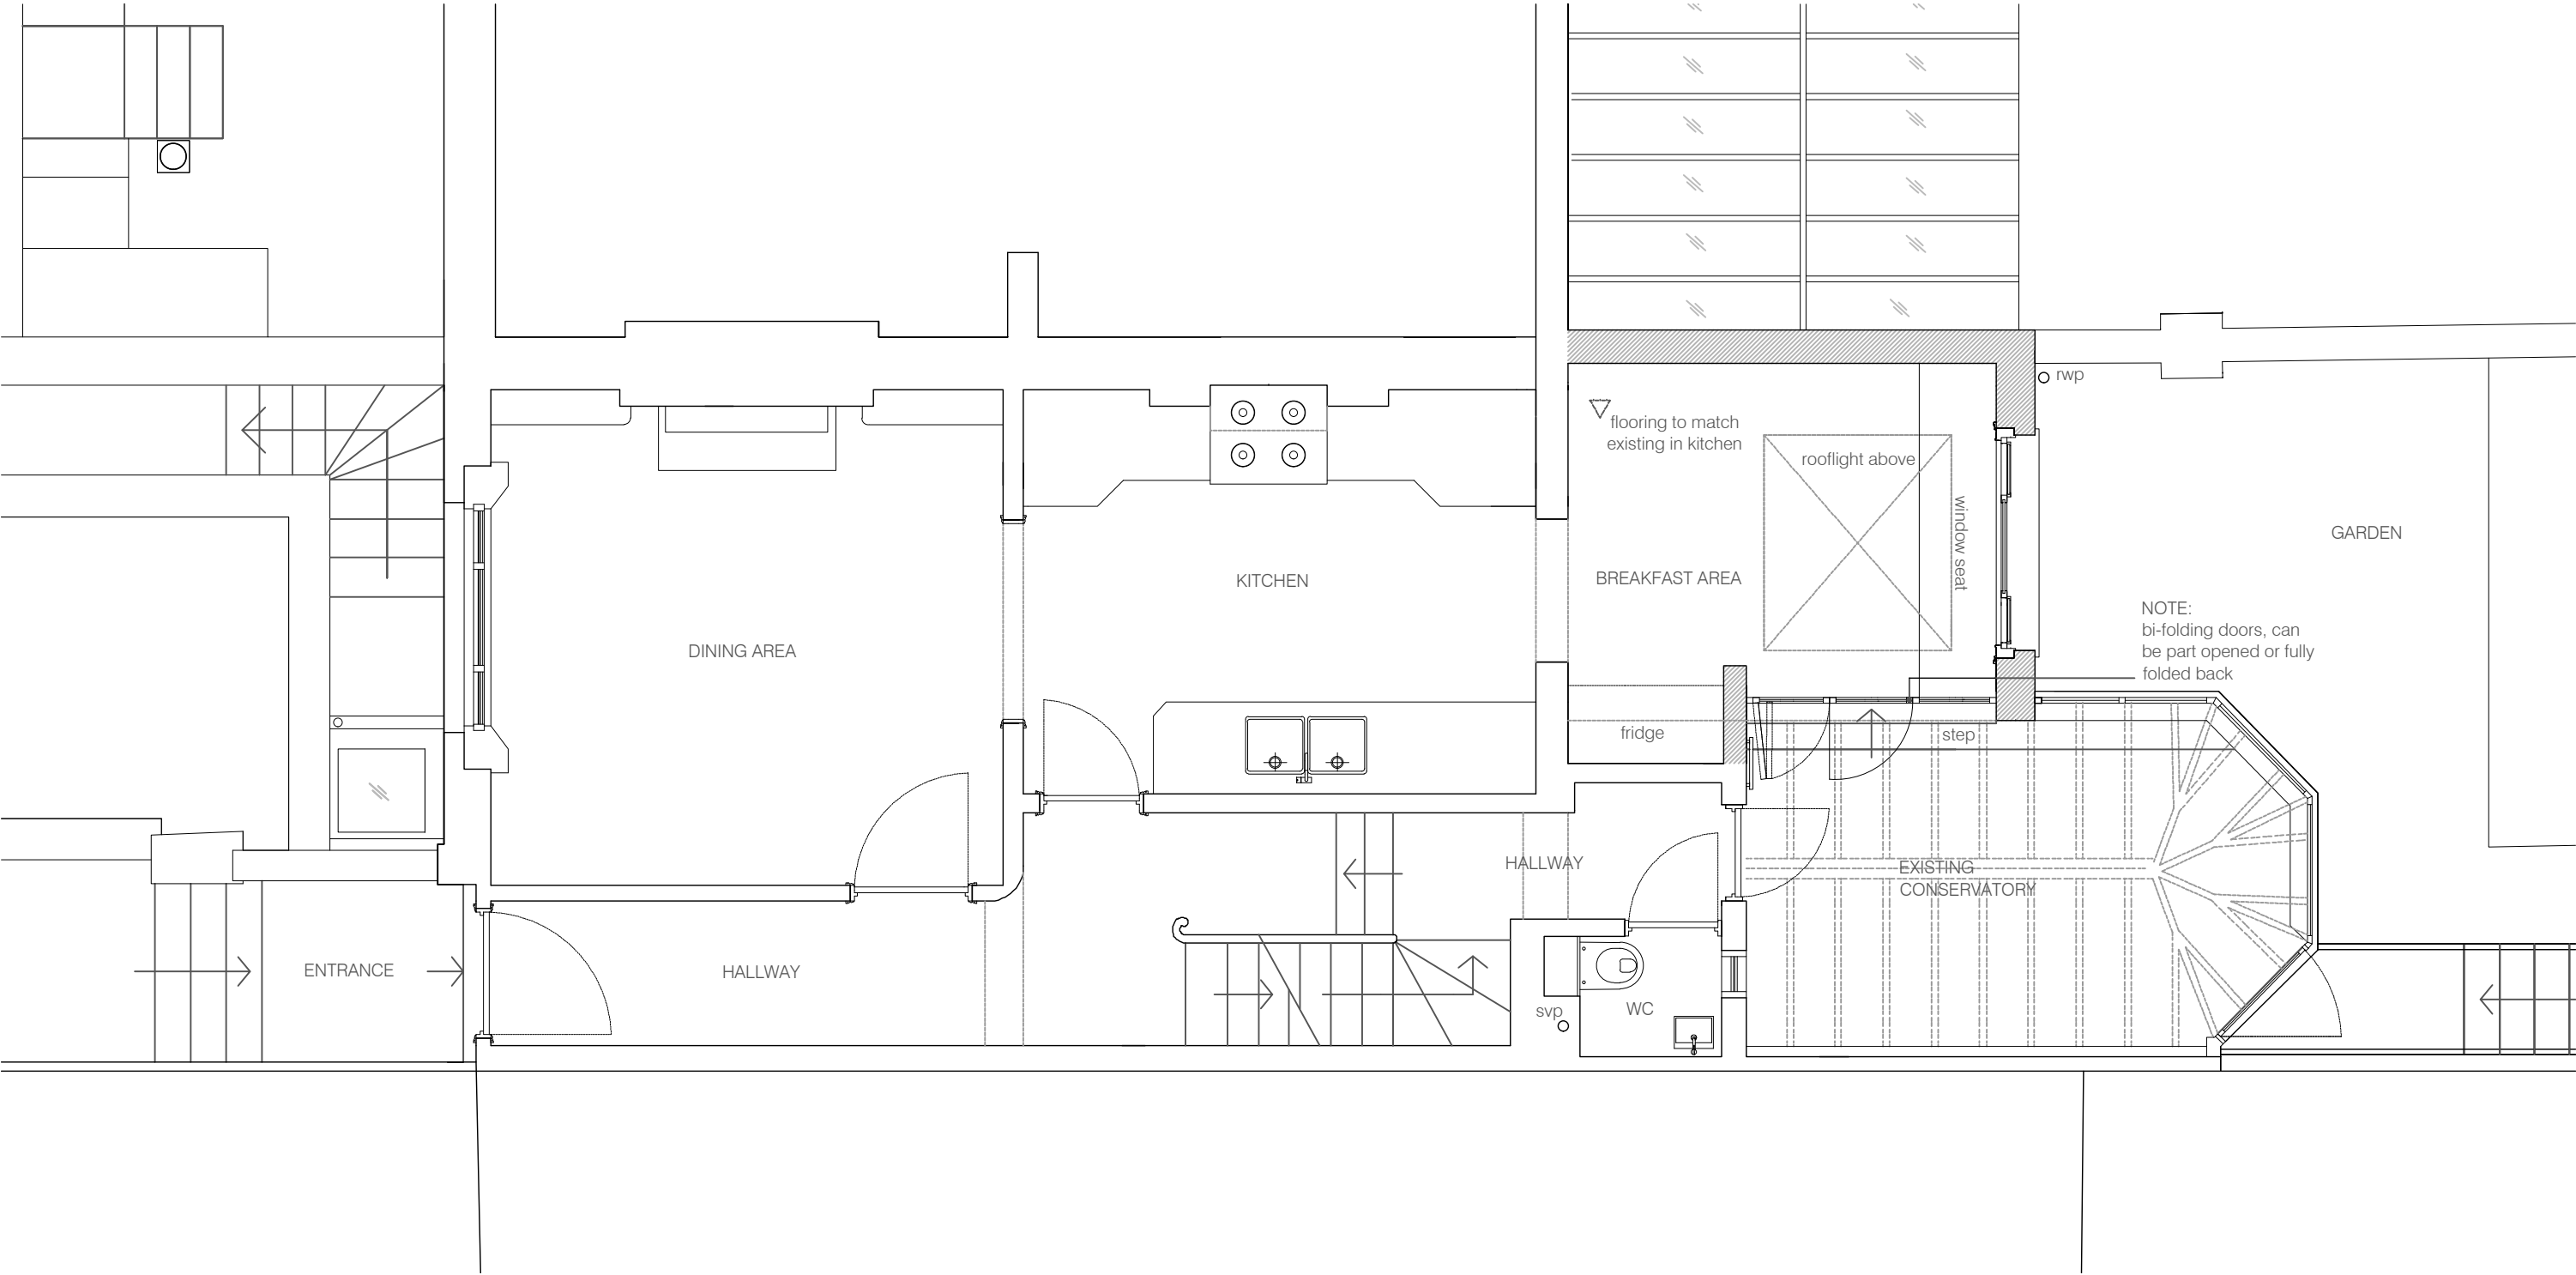 rwp
flooring to match
existing in kitchen
rooflight above
window seat
GARDEN
KITCHEN
BREAKFAST AREA
NOTE:
bi-folding doors, can
be part opened or fully
folded back
DINING AREA
fridge
step
HALLWAY
EXISTING
CONSERVATORY
ENTRANCE
HALLWAY
svp
WC